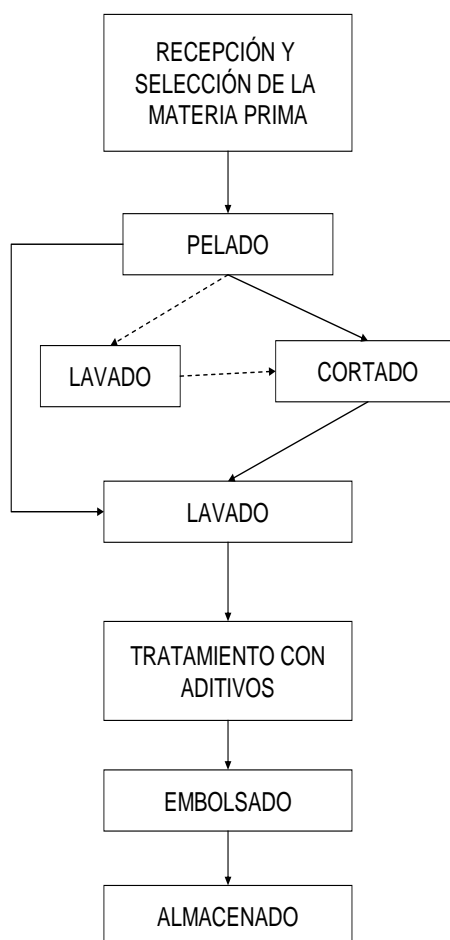 RECEPCIÓN Y
SELECCIÓN DE LA
MATERIA PRIMA
PELADO
LAVADO
CORTADO
LAVADO
TRATAMIENTO CON
ADITIVOS
EMBOLSADO
ALMACENADO